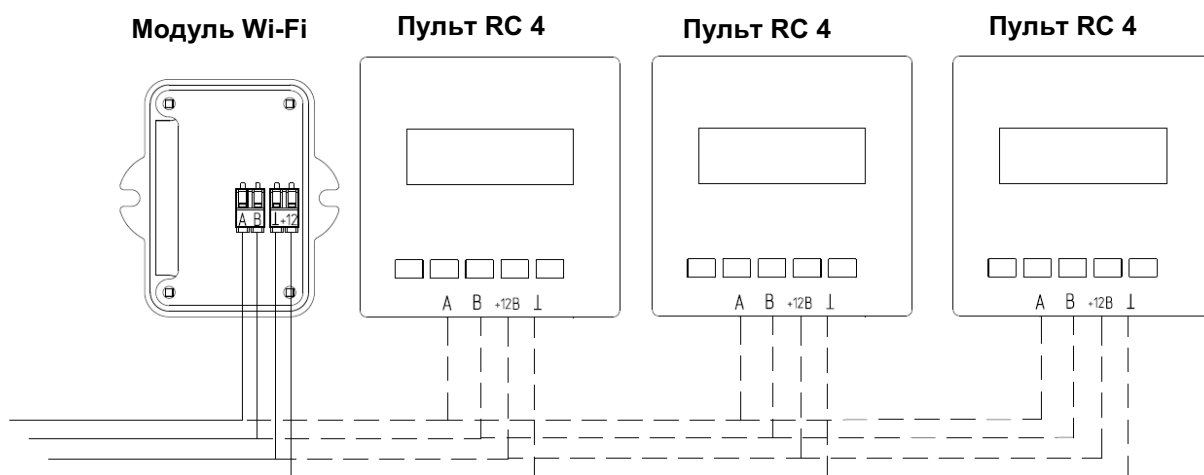 Модуль Wi-Fi Пульт RC 4 Пульт RC 4 Пульт RC 4
A B ⊥ +12
A B +12В ⊥ A B +12В ⊥ A B +12В ⊥